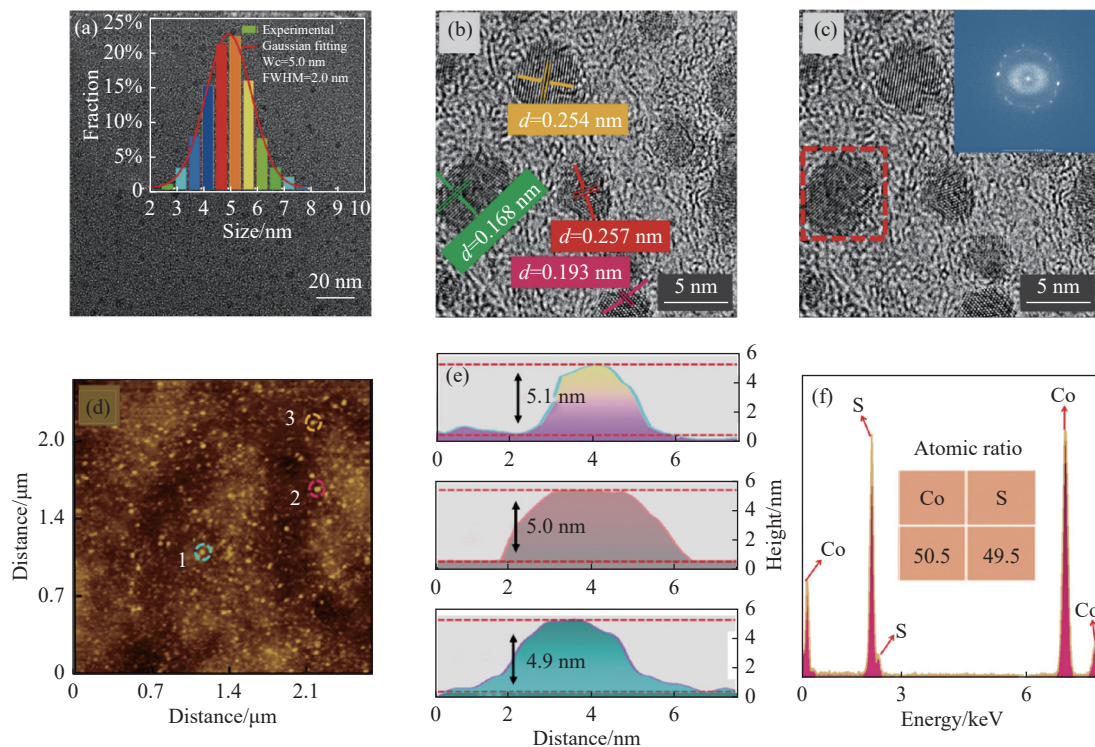 (a)
Experimental
Gaussian fitting
Wc=5.0 nm
FWHM=2.0 nm
25%
20%
15%
10%
5%
0
Fraction
2 3 4 5 6 7 8 9 10
Size/nm
20 nm
(b)
d=0.254 nm
d=0.168 nm
d=0.257 nm
d=0.193 nm
5 nm
(c)
5 nm
(d)
3
2
1
2.0
1.4
0.7
0
Distance/μm
0 0.7 1.4 2.1
Distance/μm
(e)
5.1 nm
6
4
2
0
0 2 4 6
5.0 nm
6
4
2
0
0 2 4 6
4.9 nm
6
4
2
0
0 2 4 6
Height/nm
Distance/nm
(f)
Co
S
S
Co
Co
Atomic ratio
Co S
50.5 49.5
3 6
Energy/keV